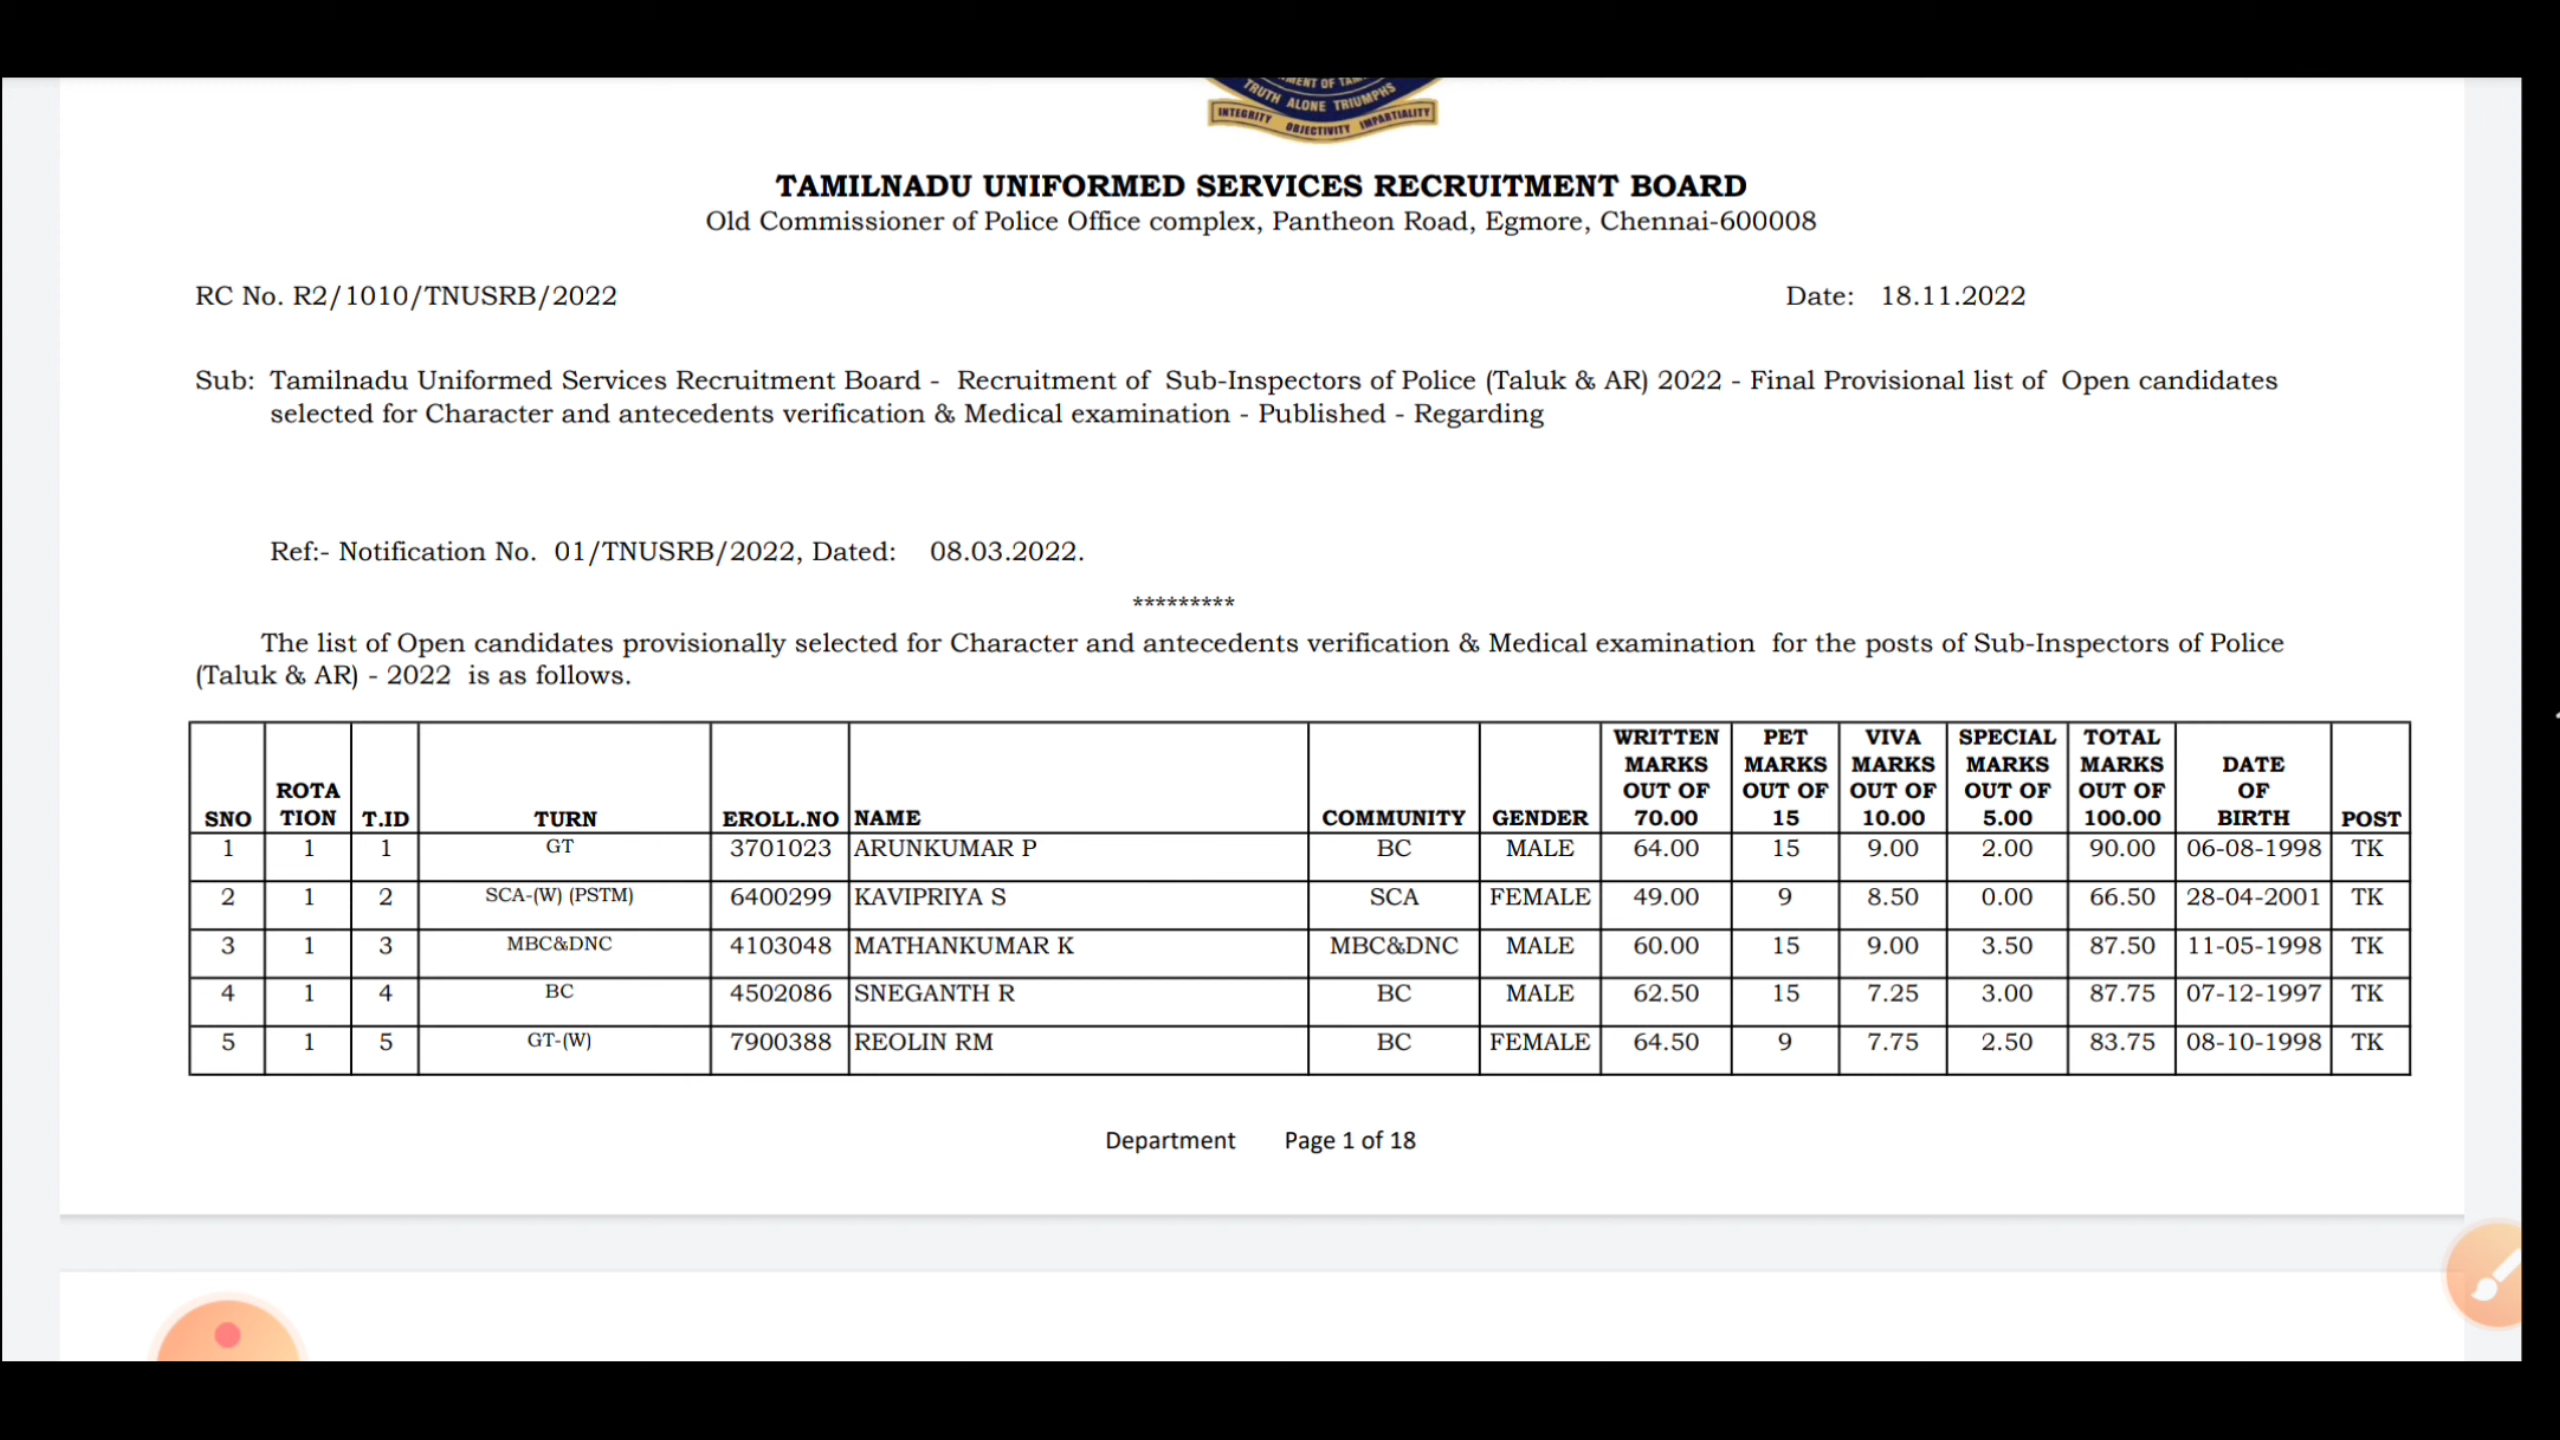 MENT OF TAM
TRUTH ALONE TRIUMPHS
INTEGRITY OBJECTIVITY IMPARTIALITY
TAMILNADU UNIFORMED SERVICES RECRUITMENT BOARD
Old Commissioner of Police Office complex, Pantheon Road, Egmore, Chennai-600008
RC No. R2/1010/TNUSRB/2022 Date: 18.11.2022
Sub: Tamilnadu Uniformed Services Recruitment Board - Recruitment of Sub-Inspectors of Police (Taluk & AR) 2022 - Final Provisional list of Open candidates
selected for Character and antecedents verification & Medical examination - Published - Regarding
Ref:- Notification No. 01/TNUSRB/2022, Dated: 08.03.2022.
*********
The list of Open candidates provisionally selected for Character and antecedents verification & Medical examination for the posts of Sub-Inspectors of Police
(Taluk & AR) - 2022 is as follows.
SNO ROTA TION T.ID TURN EROLL.NO NAME COMMUNITY GENDER WRITTEN MARKS OUT OF 70.00 PET MARKS OUT OF 15 VIVA MARKS OUT OF 10.00 SPECIAL MARKS OUT OF 5.00 TOTAL MARKS OUT OF 100.00 DATE OF BIRTH POST
1 1 1 GT 3701023 ARUNKUMAR P BC MALE 64.00 15 9.00 2.00 90.00 06-08-1998 TK
2 1 2 SCA-(W) (PSTM) 6400299 KAVIPRIYA S SCA FEMALE 49.00 9 8.50 0.00 66.50 28-04-2001 TK
3 1 3 MBC&DNC 4103048 MATHANKUMAR K MBC&DNC MALE 60.00 15 9.00 3.50 87.50 11-05-1998 TK
4 1 4 BC 4502086 SNEGANTH R BC MALE 62.50 15 7.25 3.00 87.75 07-12-1997 TK
5 1 5 GT-(W) 7900388 REOLIN RM BC FEMALE 64.50 9 7.75 2.50 83.75 08-10-1998 TK
Department Page 1 of 18